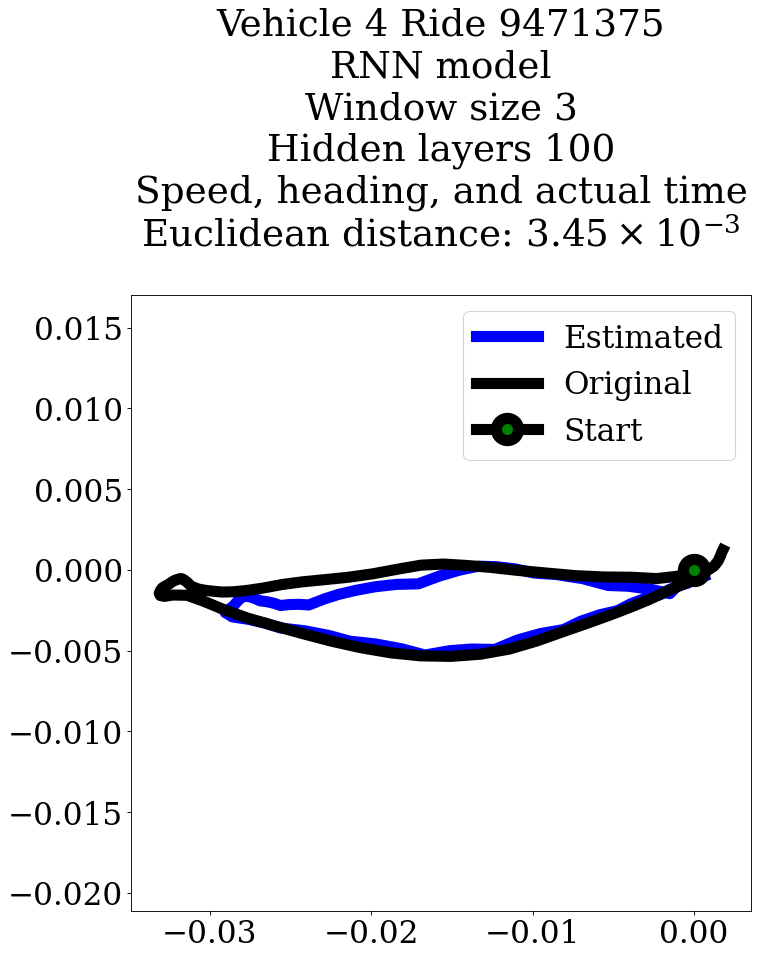 Vehicle 4 Ride 9471375
RNN model
Window size 3
Hidden layers 100
Speed, heading, and actual time
Euclidean distance: 3.45 × 10⁻³
Estimated
Original
Start
0.015
0.010
0.005
0.000
−0.005
−0.010
−0.015
−0.020
−0.03
−0.02
−0.01
0.00